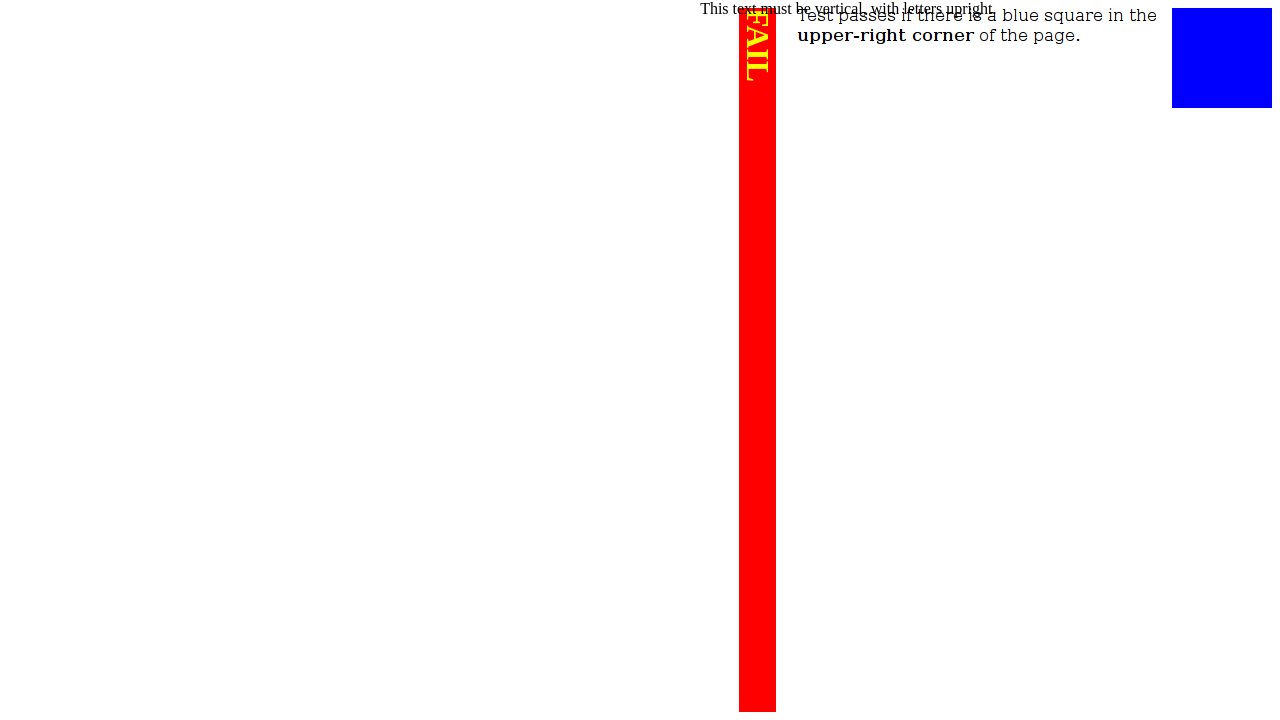 This text must be vertical, with letters upright.
Test passes if there is a blue square in the
upper-right corner of the page.
FAIL